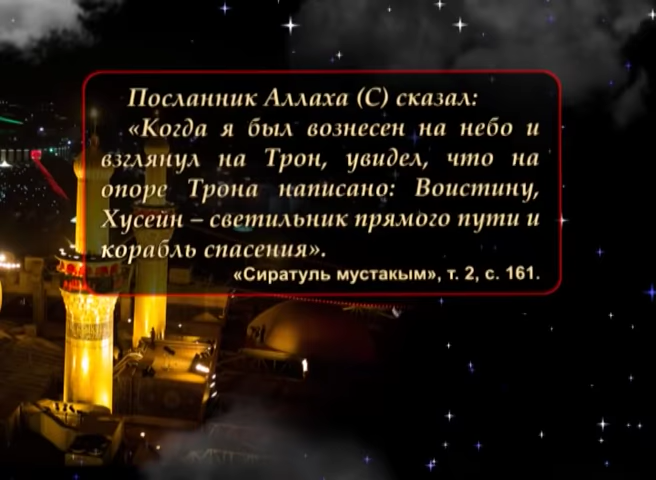 Посланник Аллаха (С) сказал:
«Когда я был вознесен на небо и
взглянул на Трон, увидел, что на
опоре Трона написано: Воистину,
Хусейн – светильник прямого пути и
корабль спасения».
«Сиратуль мустакым», т. 2, с. 161.